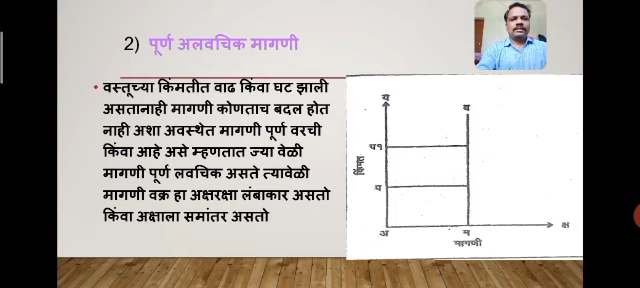 2) पूर्ण अलवचिक मागणी
• वस्तूच्या किंमतीत वाढ किंवा घट झाली
असतानाही मागणी कोणताच बदल होत
नाही अशा अवस्थेत मागणी पूर्ण वरची
किंवा आहे असे म्हणतात ज्या वेळी
मागणी पूर्ण लवचिक असते त्यावेळी
मागणी वक्र हा अक्षरक्षा लंबाकार असतो
किंवा अक्षाला समांतर असतो
य
ब
य१
किंमत
प
अ
म
क्ष
मागणी